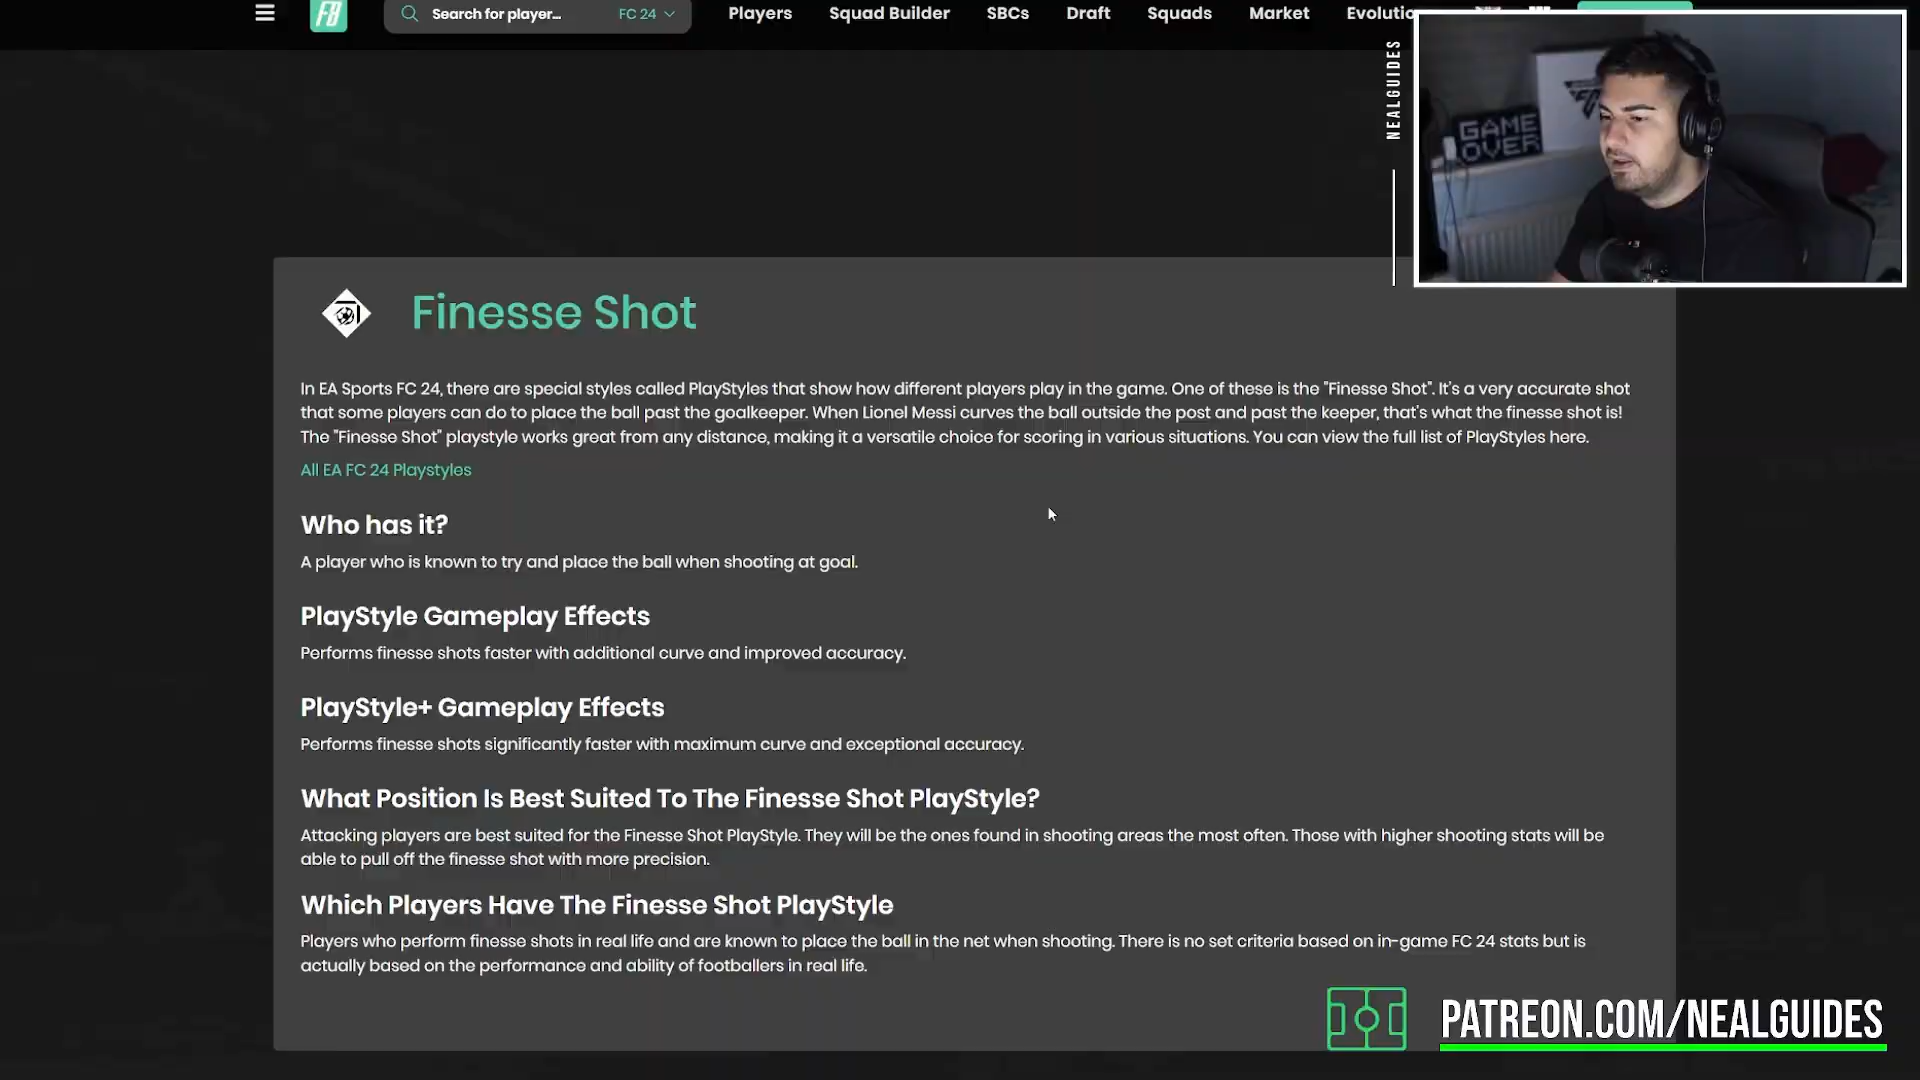 F8 Search for player... FC 24 Players Squad Builder SBCs Draft Squads Market
NEALGUIDES
GAME
OVER
Finesse Shot
In EA Sports FC 24, there are special styles called PlayStyles that show how different players play in the game. One of these is the "Finesse Shot". It's a very accurate shot
that some players can do to place the ball past the goalkeeper. When Lionel Messi curves the ball outside the post and past the keeper, that's what the finesse shot is!
The "Finesse Shot" playstyle works great from any distance, making it a versatile choice for scoring in various situations. You can view the full list of PlayStyles here.
All EA FC 24 Playstyles
Who has it?
A player who is known to try and place the ball when shooting at goal.
PlayStyle Gameplay Effects
Performs finesse shots faster with additional curve and improved accuracy.
PlayStyle+ Gameplay Effects
Performs finesse shots significantly faster with maximum curve and exceptional accuracy.
What Position Is Best Suited To The Finesse Shot PlayStyle?
Attacking players are best suited for the Finesse Shot PlayStyle. They will be the ones found in shooting areas the most often. Those with higher shooting stats will be
able to pull off the finesse shot with more precision.
Which Players Have The Finesse Shot PlayStyle
Players who perform finesse shots in real life and are known to place the ball in the net when shooting. There is no set criteria based on in-game FC 24 stats but is
actually based on the performance and ability of footballers in real life.
PATREON.COM/NEALGUIDES